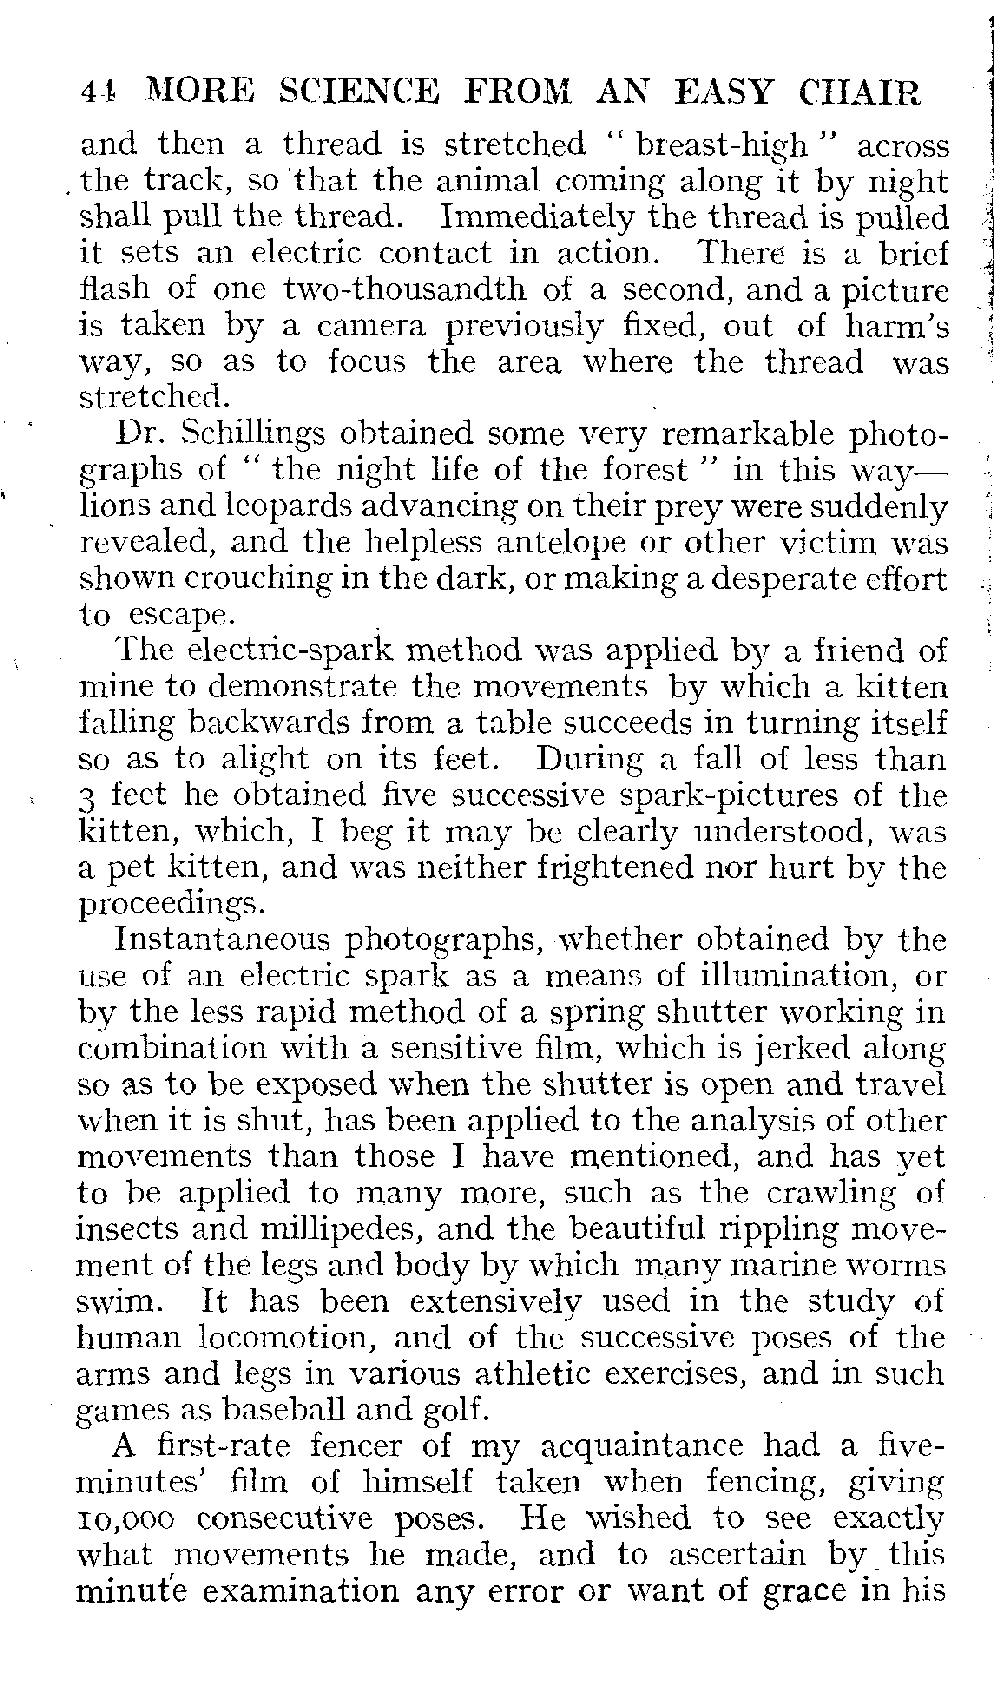 44 MORE SCIENCE FROM AN EASY CHAIR
and then a thread is stretched " breast-high " across
the track, so that the animal coming along it by night
shall pull the thread. Immediately the thread is pulled
it sets an electric contact in action. There is a brief
flash of one two-thousandth of a second, and a picture
is taken by a camera previously fixed, out of harm's
way, so as to focus the area where the thread was
stretched.
Dr. Schillings obtained some very remarkable photo-
graphs of " the night life of the forest " in this way—
lions and leopards advancing on their prey were suddenly
revealed, and the helpless antelope or other victim was
shown crouching in the dark, or making a desperate effort
to escape.
The electric-spark method was applied by a friend of
mine to demonstrate the movements by which a kitten
falling backwards from a table succeeds in turning itself
so as to alight on its feet. During a fall of less than
3 feet he obtained five successive spark-pictures of the
kitten, which, I beg it may be clearly understood, was
a pet kitten, and was neither frightened nor hurt by the
proceedings.
Instantaneous photographs, whether obtained by the
use of an electric spark as a means of illumination, or
by the less rapid method of a spring shutter working in
combination with a sensitive film, which is jerked along
so as to be exposed when the shutter is open and travel
when it is shut, has been applied to the analysis of other
movements than those I have mentioned, and has yet
to be applied to many more, such as the crawling of
insects and millipedes, and the beautiful rippling move-
ment of the legs and body by which many marine worms
swim. It has been extensively used in the study of
human locomotion, and of the successive poses of the
arms and legs in various athletic exercises, and in such
games as baseball and golf.
A first-rate fencer of my acquaintance had a five-
minutes' film of himself taken when fencing, giving
10,000 consecutive poses. He wished to see exactly
what movements he made, and to ascertain by this
minute examination any error or want of grace in his